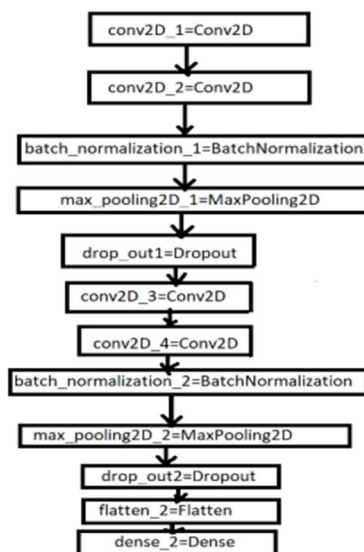 conv2D_1=Conv2D
conv2D_2=Conv2D
batch_normalization_1=BatchNormalization
max_pooling2D_1=MaxPooling2D
drop_out1=Dropout
conv2D_3=Conv2D
conv2D_4=Conv2D
batch_normalization_2=BatchNormalization
max_pooling2D_2=MaxPooling2D
drop_out2=Dropout
flatten_2=Flatten
dense_2=Dense